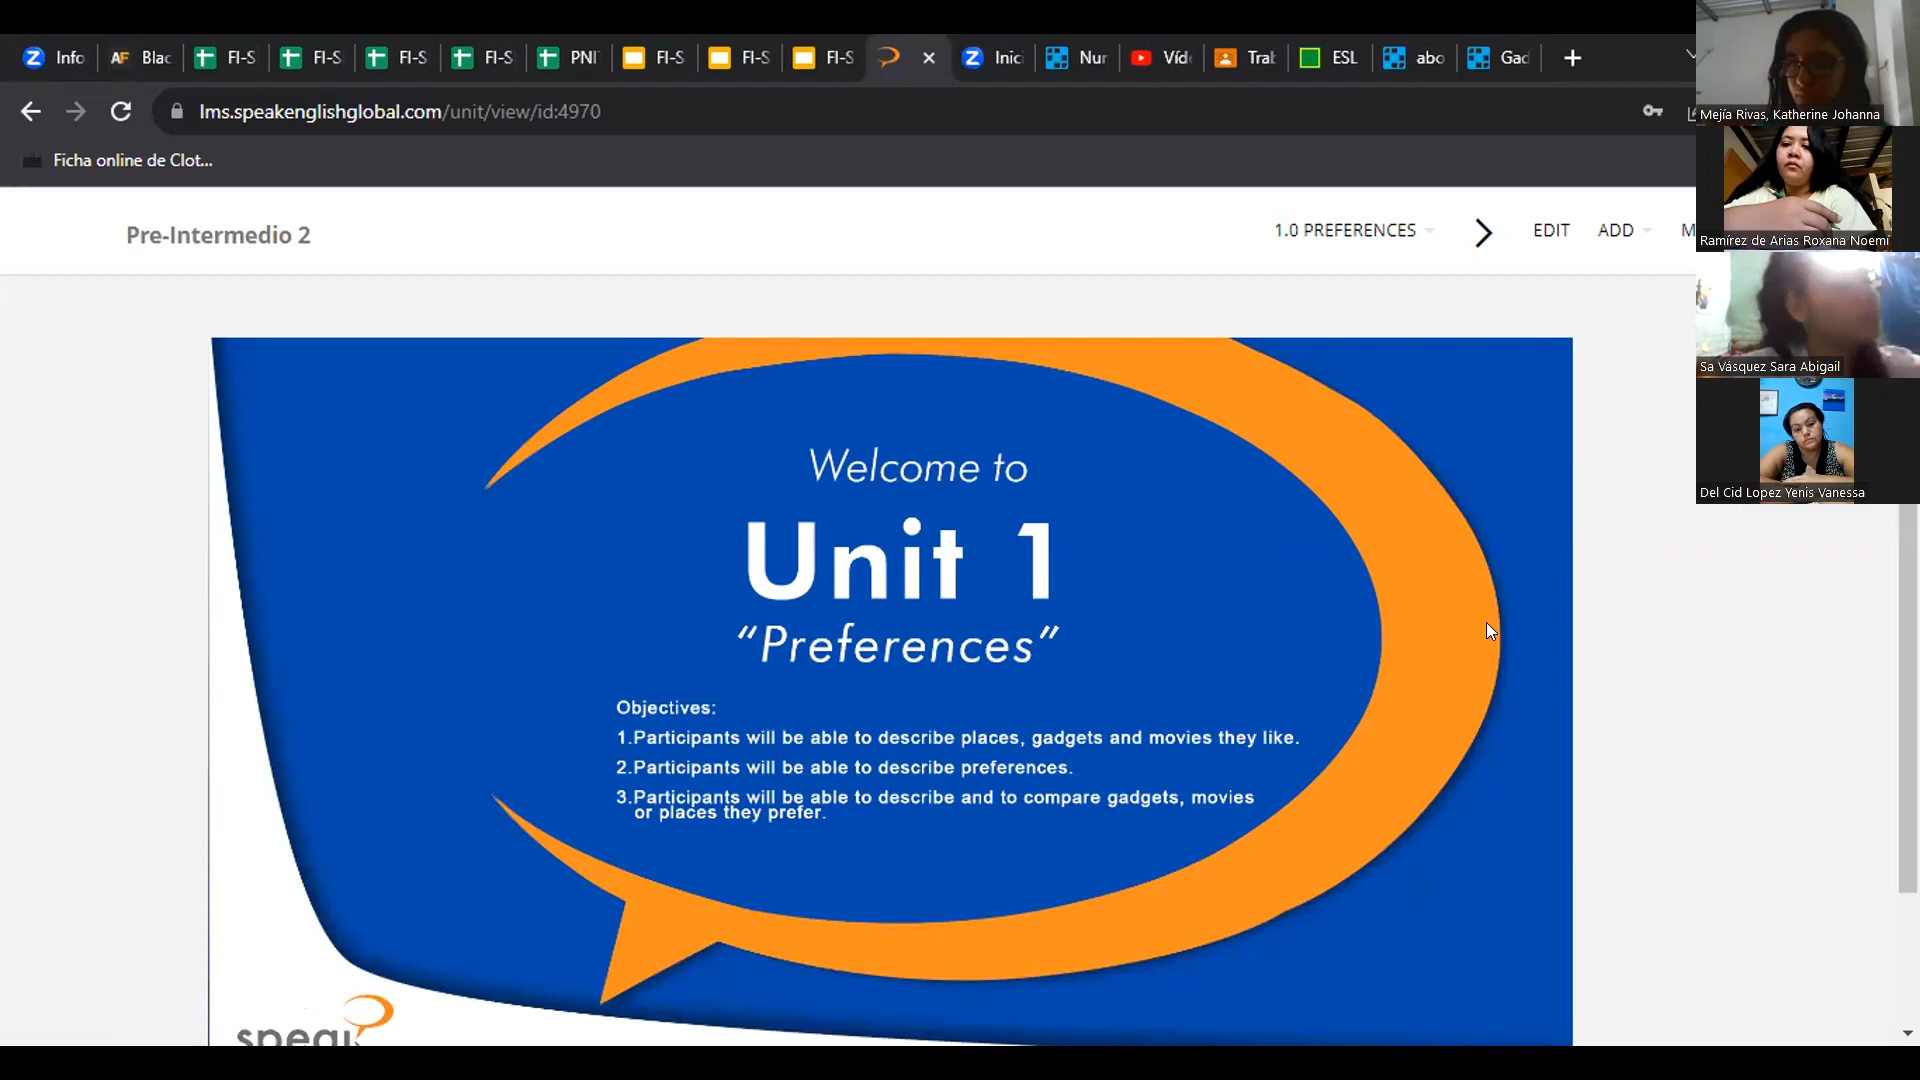 Info
Blac
FI-S
FI-S
FI-S
FI-S
PNI
FI-S
FI-S
FI-S
Inic
Nur
Vid
Trab
ESL
abo
Gad
lms.speakenglishglobal.com/unit/view/id:4970
Ficha online de Clot...
Pre-Intermedio 2
1.0 PREFERENCES
EDIT
ADD
M
Welcome to
Unit 1
“Preferences”
Objectives:
1.Participants will be able to describe places, gadgets and movies they like.
2.Participants will be able to describe preferences.
3.Participants will be able to describe and to compare gadgets, movies
or places they prefer.
speak
Mejía Rivas, Katherine Johanna
Ramírez de Arias Roxana Noemí
Sa Vásquez Sara Abigail
Del Cid Lopez Yenis Vanessa